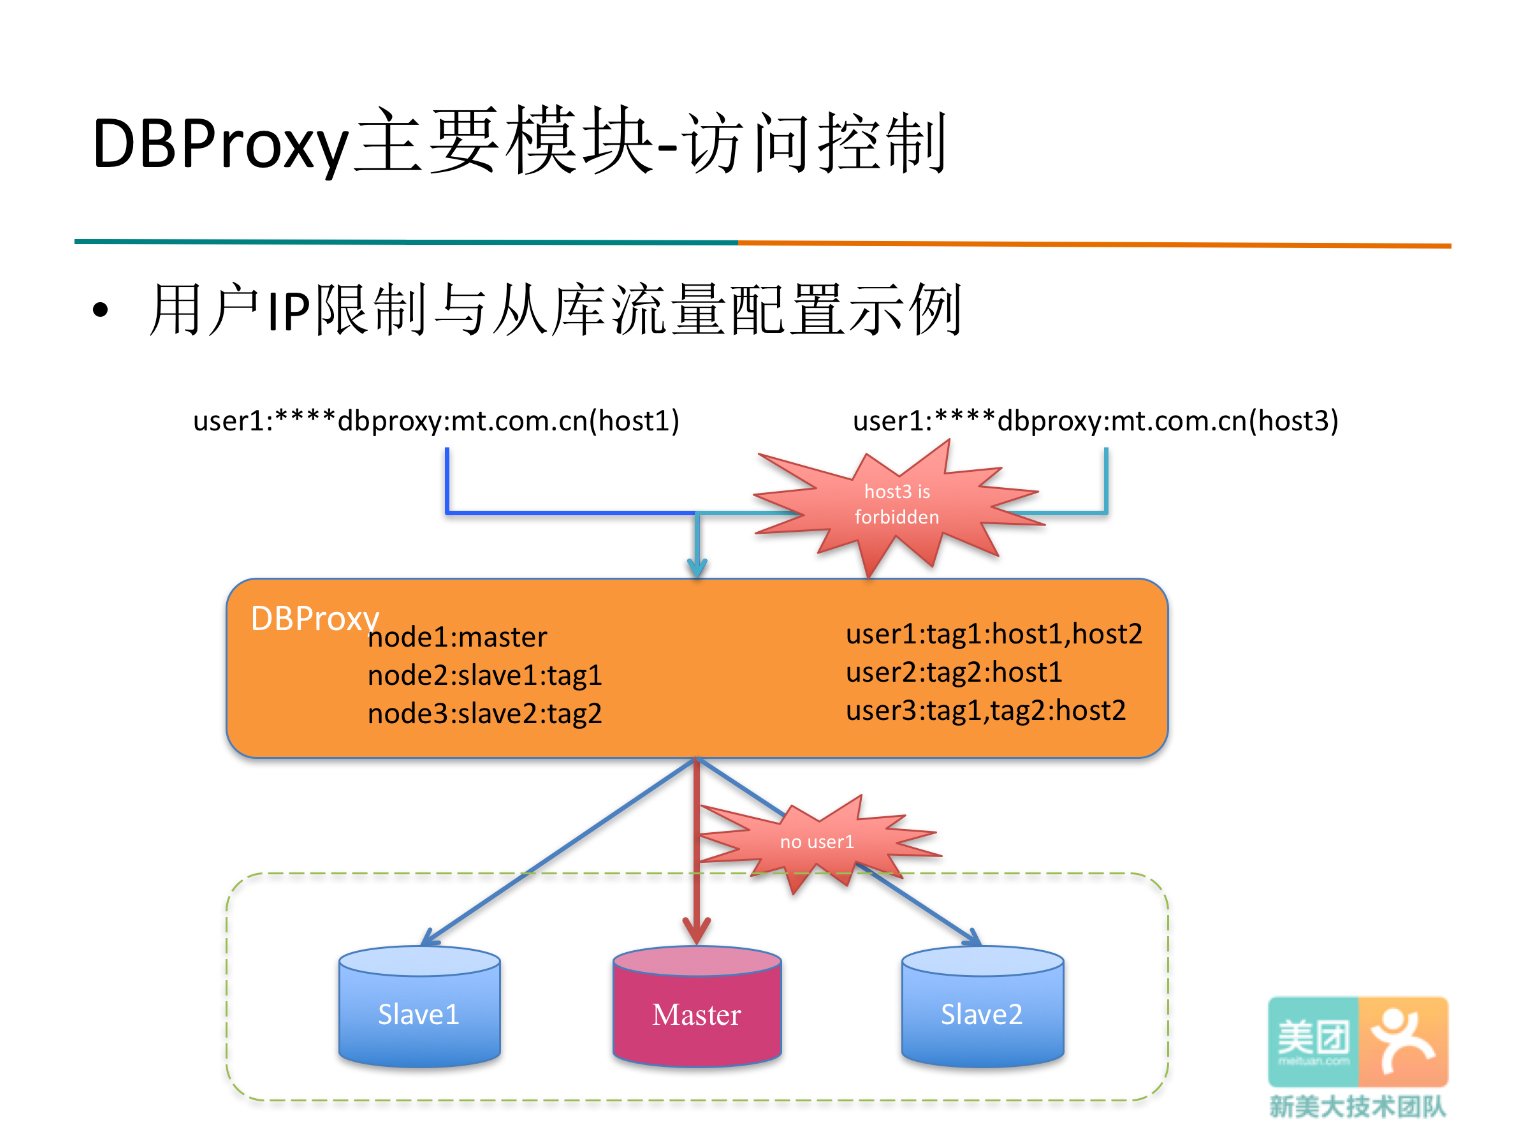 DBProxy主要模块-访问控制
• 用户IP限制与从库流量配置示例
user1:****dbproxy:mt.com.cn(host1)
user1:****dbproxy:mt.com.cn(host3)
host3 is
forbidden
DBProxy
node1:master
node2:slave1:tag1
node3:slave2:tag2
user1:tag1:host1,host2
user2:tag2:host1
user3:tag1,tag2:host2
no user1
Slave1
Master
Slave2
美团
meituan.com
新美大技术团队